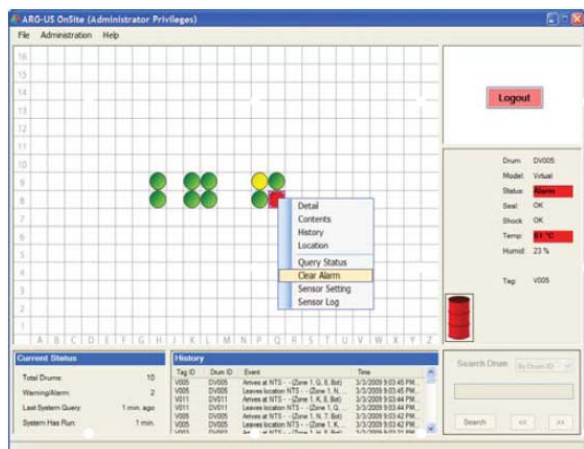 ARG-US OnSite (Administrator Privileges)
File Administration Help
16
15
14
13
12
11
10
9
8
7
6
5
4
3
2
1
A B C D E F G H I J K L M N O P Q R S T U V W X Y Z
Detail
Contents
History
Location
Query Status
Clear Alarm
Sensor Setting
Sensor Log
Logout
Drum DV005
Model: Virtual
Status: Alarm
Seal: OK
Shock: OK
Temp: 61 °C
Humid: 23 %
Tag: V005
Current Status
Total Drums: 10
Warning/Alarm: 2
Last System Query: 1 min. ago
System Has Run: 1 min.
History
Tag ID Drum ID Event Time
V005 DV005 Arrives at NTS - - (Zone 1, Q, 8, Bot) 3/3/2009 9:03:45 PM
V005 DV005 Leaves location NTS - - (Zone 1, N, ... 3/3/2009 9:03:45 PM...
V011 DV011 Arrives at NTS - - (Zone 1, K, 8, Bot) 3/3/2009 9:03:44 PM...
V011 DV011 Leaves location NTS - - (Zone 1, Q, ... 3/3/2009 9:03:44 PM...
V005 DV005 Arrives at NTS - - (Zone 1, N, 7, Bot) 3/3/2009 9:03:42 PM...
V005 DV005 Leaves location NTS - - (Zone 1, K, ... 3/3/2009 9:03:42 PM...
Search Drum By Drum ID
Search << >>